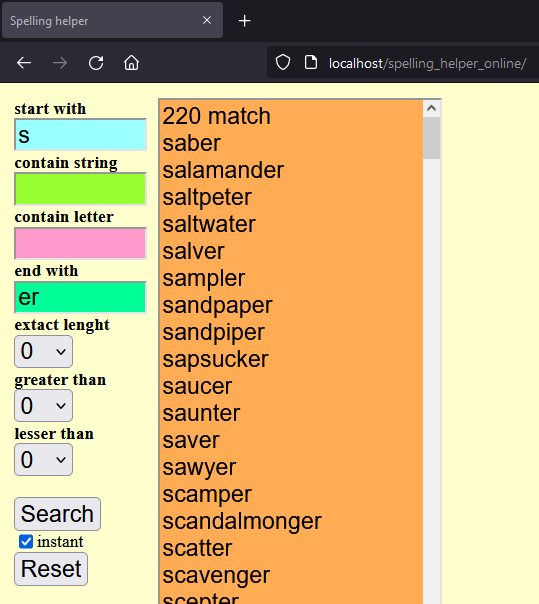 Spelling helper
localhost/spelling_helper_online/
start with
s
contain string
contain letter
end with
er
extact lenght
0
greater than
0
lesser than
0
Search
instant
Reset
220 match
saber
salamander
saltpeter
saltwater
salver
sampler
sandpaper
sandpiper
sapsucker
saucer
saunter
saver
sawyer
scamper
scandalmonger
scatter
scavenger
scepter